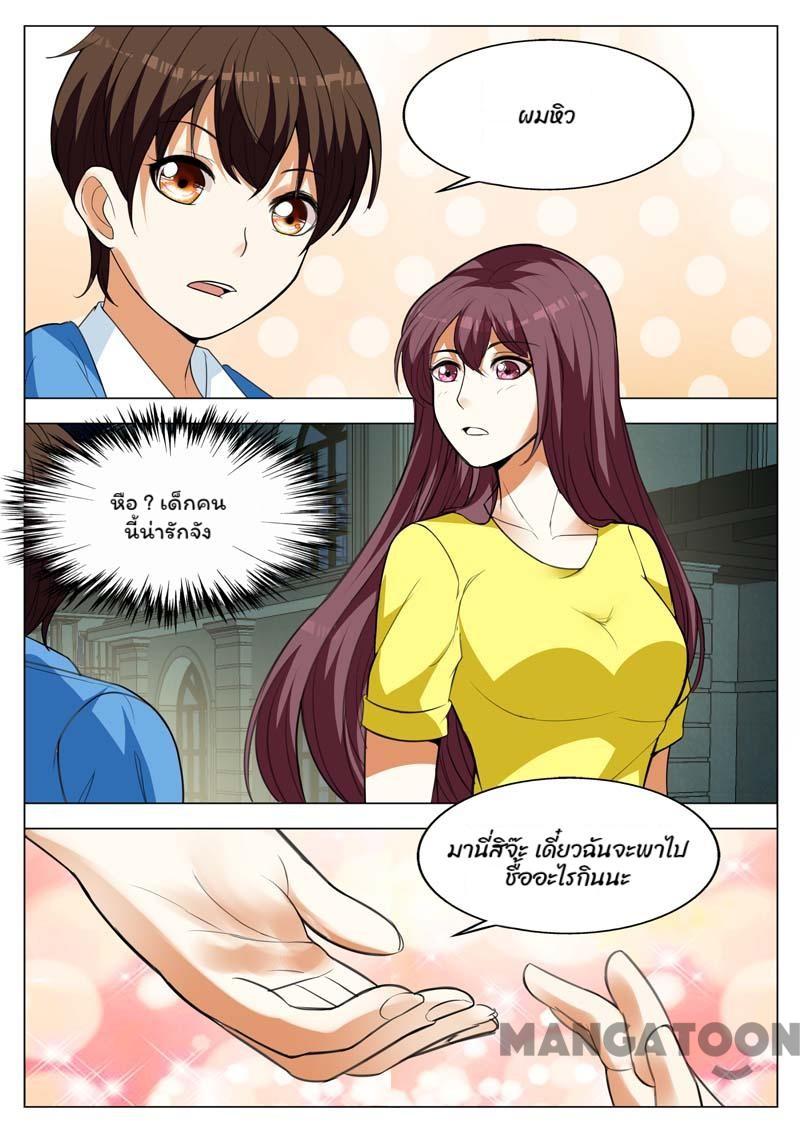 ผมหิว
หือ ? เด็กคน
นี้น่ารักจัง
มานี่สิจ๊ะ เดี๋ยวฉันจะพาไป
ซื้ออะไรกินนะ
MANGATOON